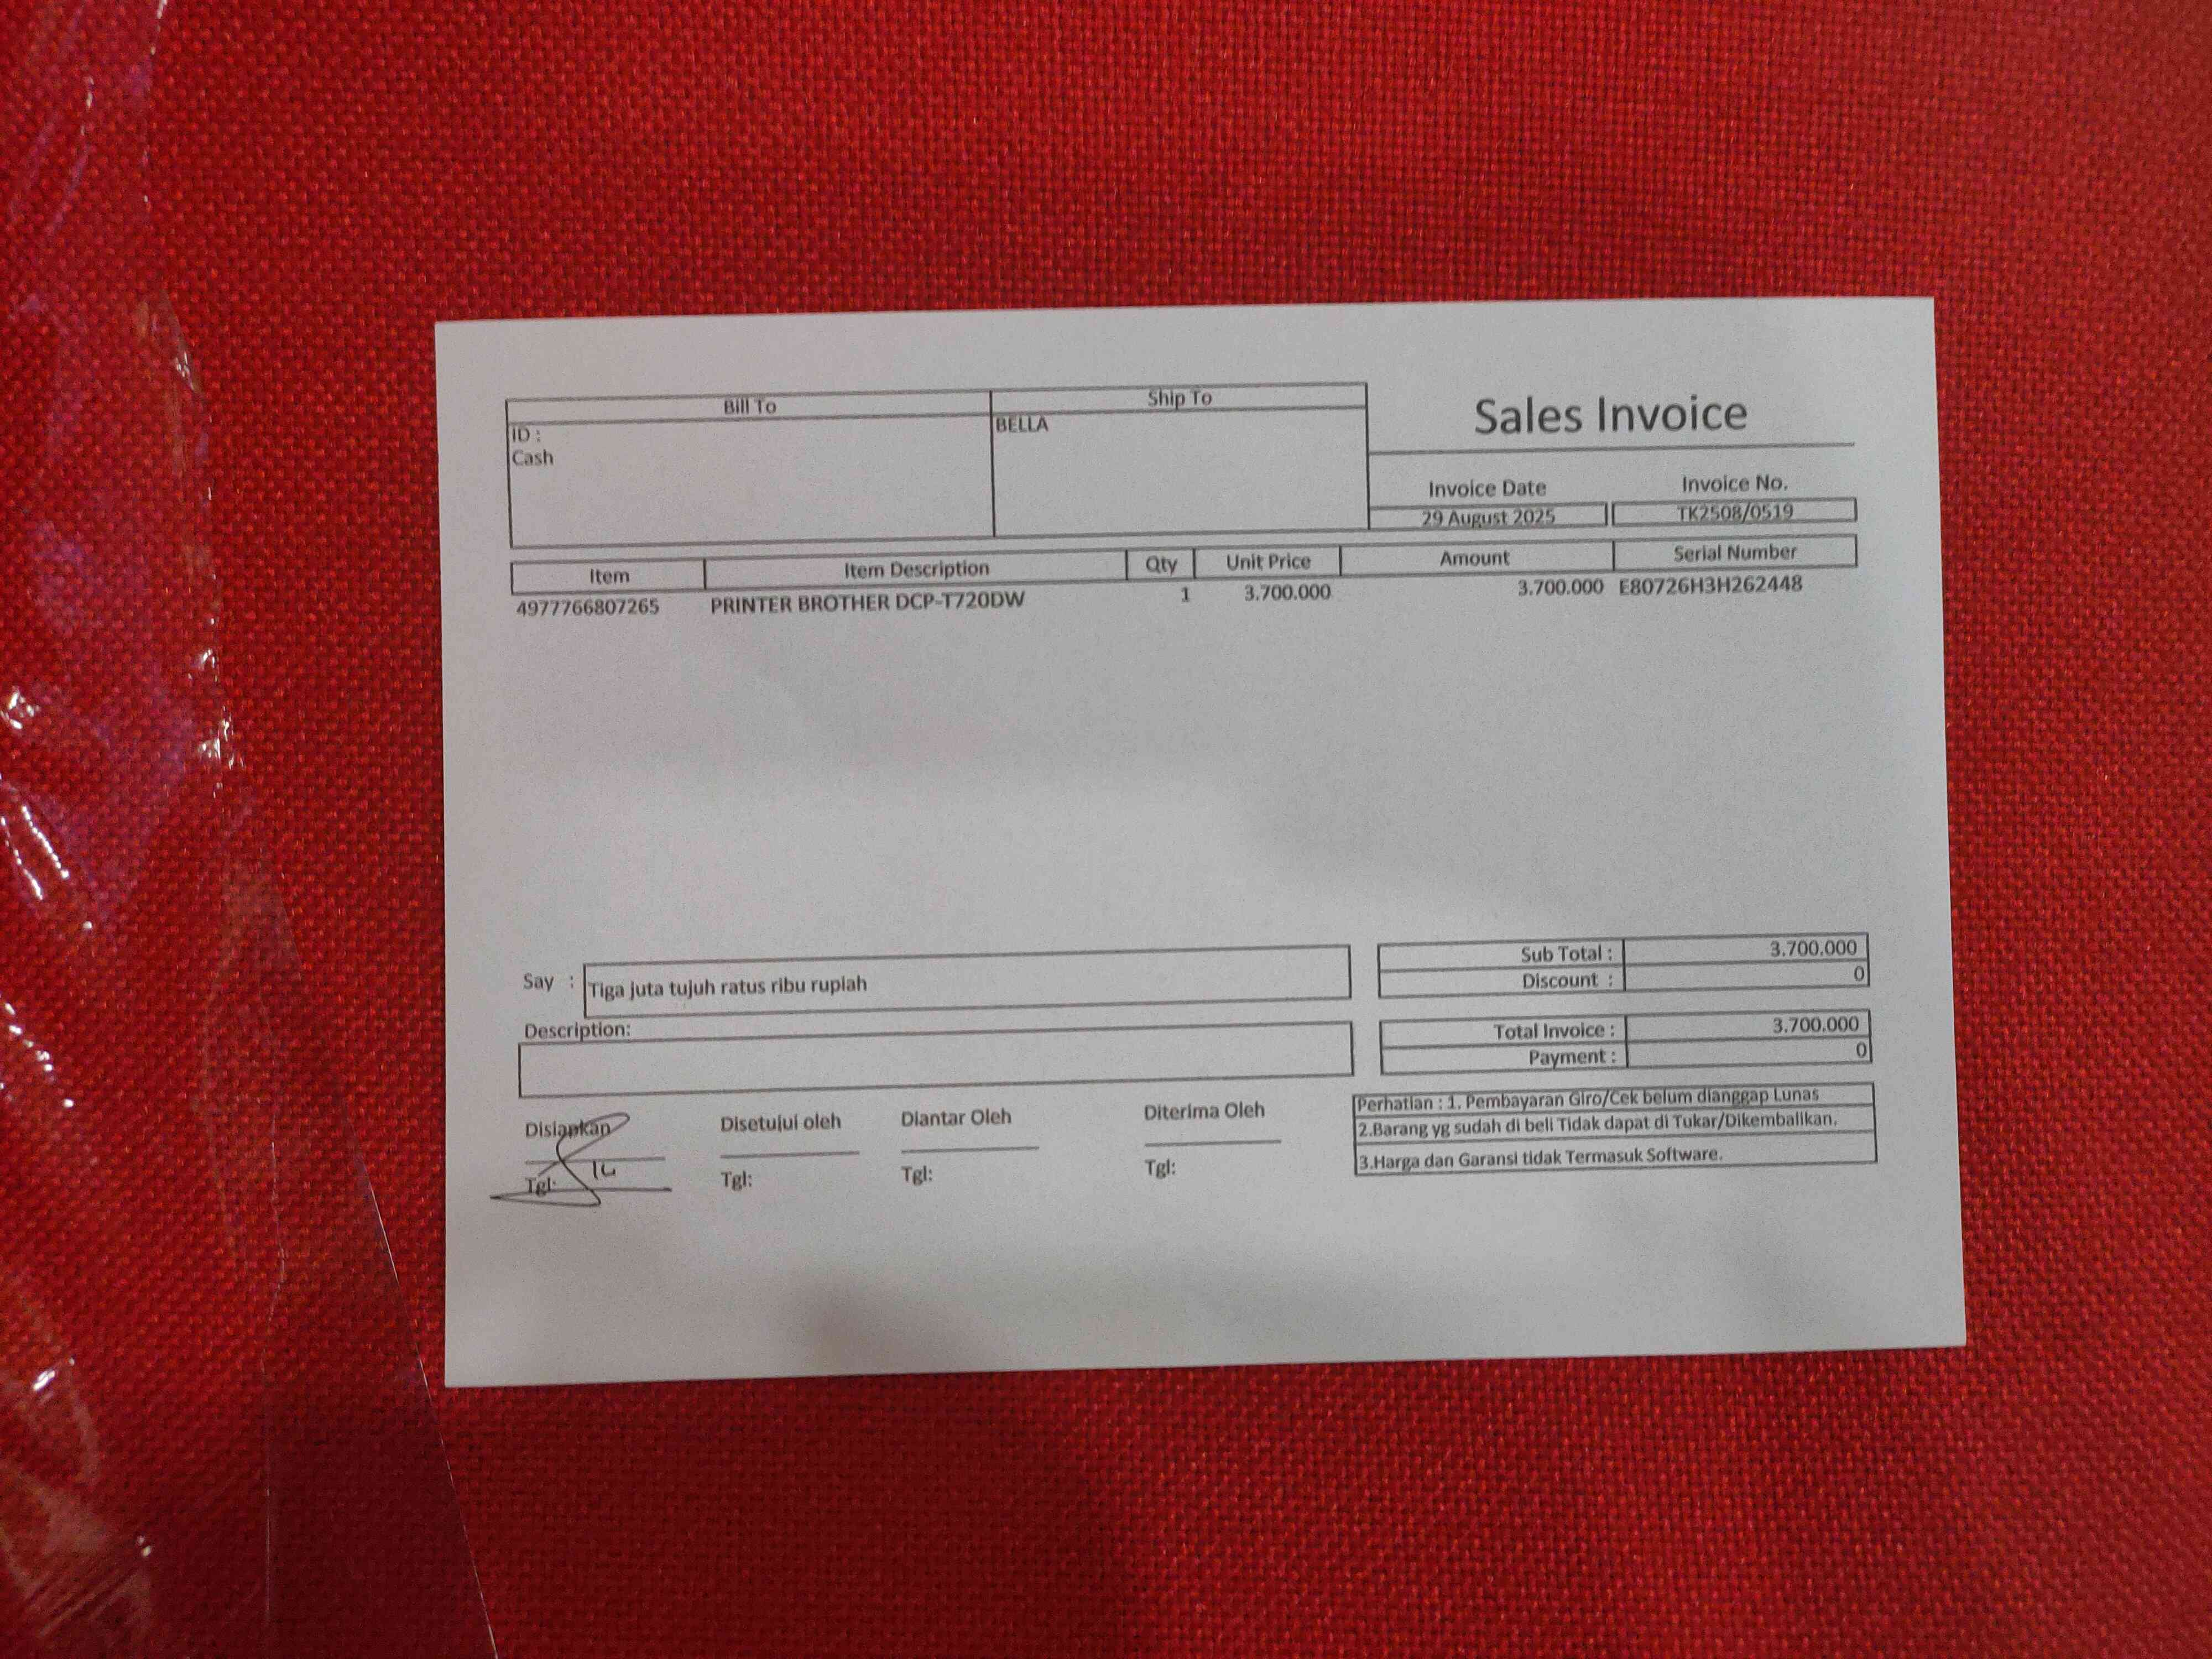 Bill To
Ship To
ID :
Cash
BELLA
Sales Invoice
Invoice Date
Invoice No.
29 August 2025
TK2508/0519
Item
Item Description
Qty
Unit Price
Amount
Serial Number
4977766807265 PRINTER BROTHER DCP-T720DW 1 3.700.000 3.700.000 E80726H3H262448
Say : Tiga juta tujuh ratus ribu rupiah
Sub Total : 3.700.000
Discount : 0
Description:
Total Invoice : 3.700.000
Payment : 0
Disiapkan
Disetujui oleh
Diantar Oleh
Diterima Oleh
Tgl:
Tgl:
Tgl:
Tgl:
Perhatian : 1. Pembayaran Giro/Cek belum dianggap Lunas
2.Barang yg sudah di beli Tidak dapat di Tukar/Dikembalikan.
3.Harga dan Garansi tidak Termasuk Software.